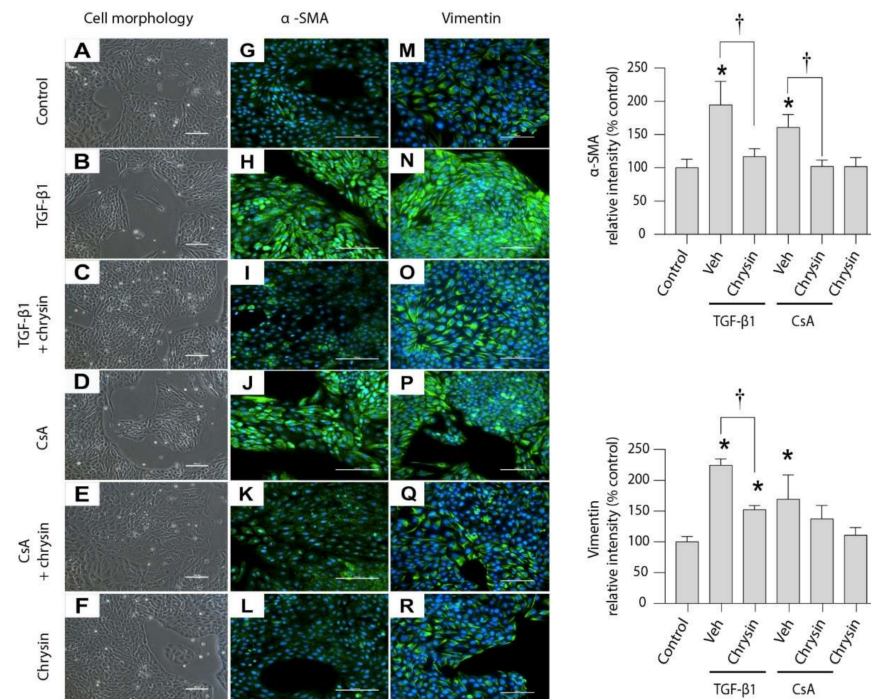 Cell morphology
α -SMA
Vimentin
Control
A
G
M
TGF-β1
B
H
N
TGF-β1
+ chrysin
C
I
O
CsA
D
J
P
CsA
+ chrysin
E
K
Q
Chrysin
F
L
R
α-SMA
relative intensity (% control)
250
200
150
100
50
0
†
†
*
*
Control
Veh
Chrysin
Veh
Chrysin
Chrysin
TGF-β1
CsA
Vimentin
relative intensity (% control)
250
200
150
100
50
0
†
*
*
*
Control
Veh
Chrysin
Veh
Chrysin
Chrysin
TGF-β1
CsA